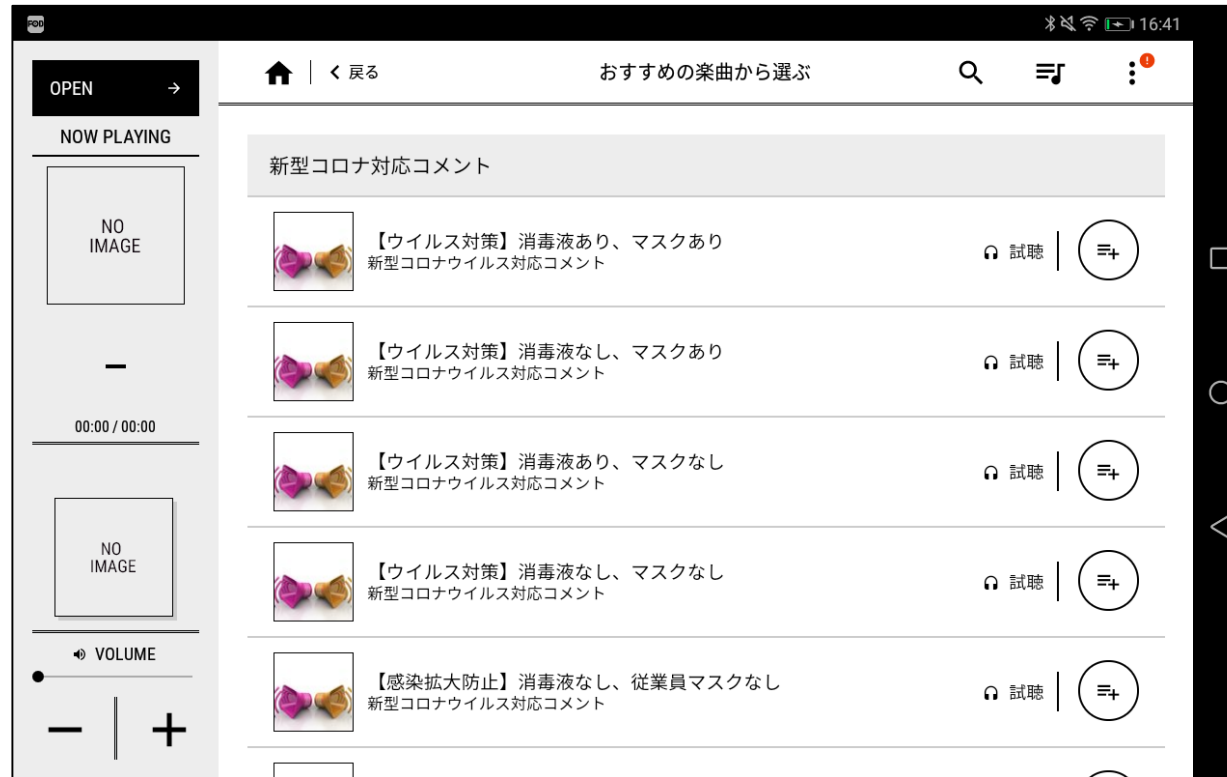 FOD
16:41
OPEN
NOW PLAYING
NO
IMAGE
00:00 / 00:00
NO
IMAGE
VOLUME
戻る
おすすめの楽曲から選ぶ
新型コロナ対応コメント
【ウイルス対策】消毒液あり、マスクあり
新型コロナウイルス対応コメント
試聴
【ウイルス対策】消毒液なし、マスクあり
新型コロナウイルス対応コメント
試聴
【ウイルス対策】消毒液あり、マスクなし
新型コロナウイルス対応コメント
試聴
【ウイルス対策】消毒液なし、マスクなし
新型コロナウイルス対応コメント
試聴
【感染拡大防止】消毒液なし、従業員マスクなし
新型コロナウイルス対応コメント
試聴